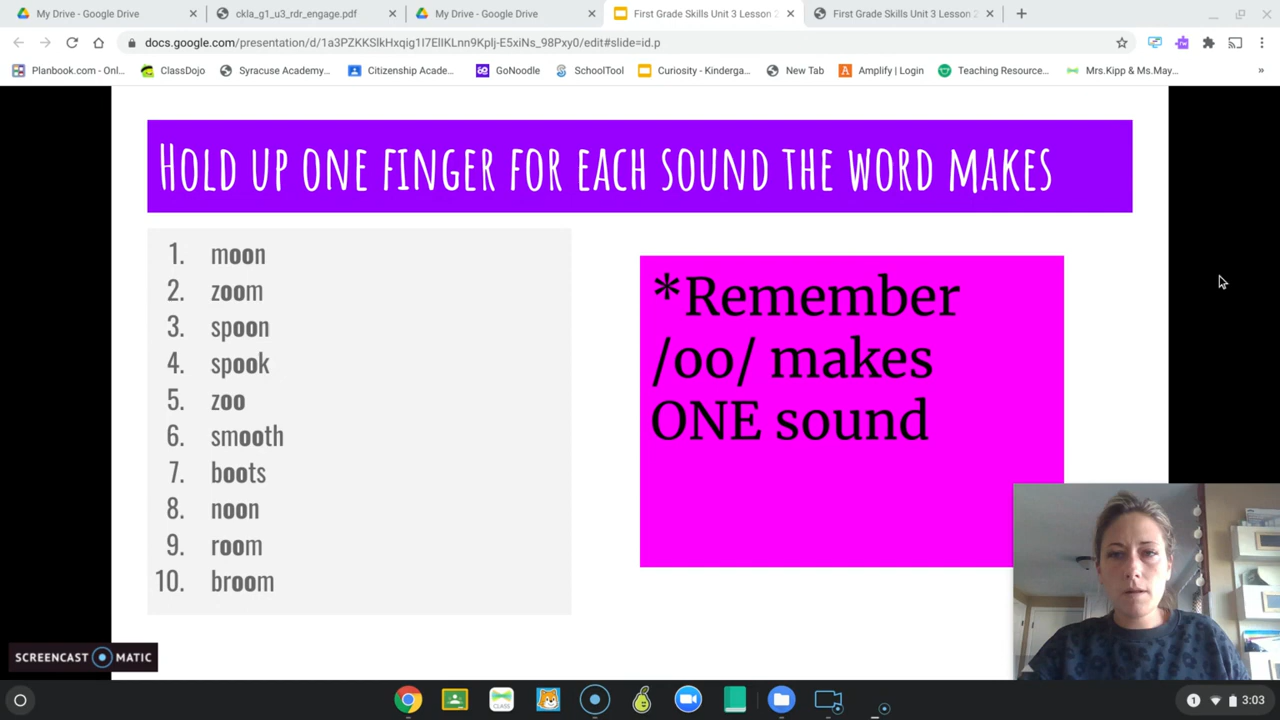 My Drive - Google Drive
ckla_g1_u3_rdr_engage.pdf
My Drive - Google Drive
First Grade Skills Unit 3 Lesson 2
First Grade Skills Unit 3 Lesson 2
docs.google.com/presentation/d/1a3PZKKSlkHxqig1I7EllKLnn9Kplj-E5xiNs_98Pxy0/edit#slide=id.p
Planbook.com - Onl...
ClassDojo
Syracuse Academy...
Citizenship Acade...
GoNoodle
SchoolTool
Curiosity - Kinderga...
New Tab
Amplify | Login
Teaching Resource...
Mrs.Kipp & Ms.May...
»
Hold up one finger for each sound the word makes
1. moon
2. zoom
3. spoon
4. spook
5. zoo
6. smooth
7. boots
8. noon
9. room
10. broom
*Remember
/oo/ makes
ONE sound
SCREENCAST MATIC
CLASS
1
3:03